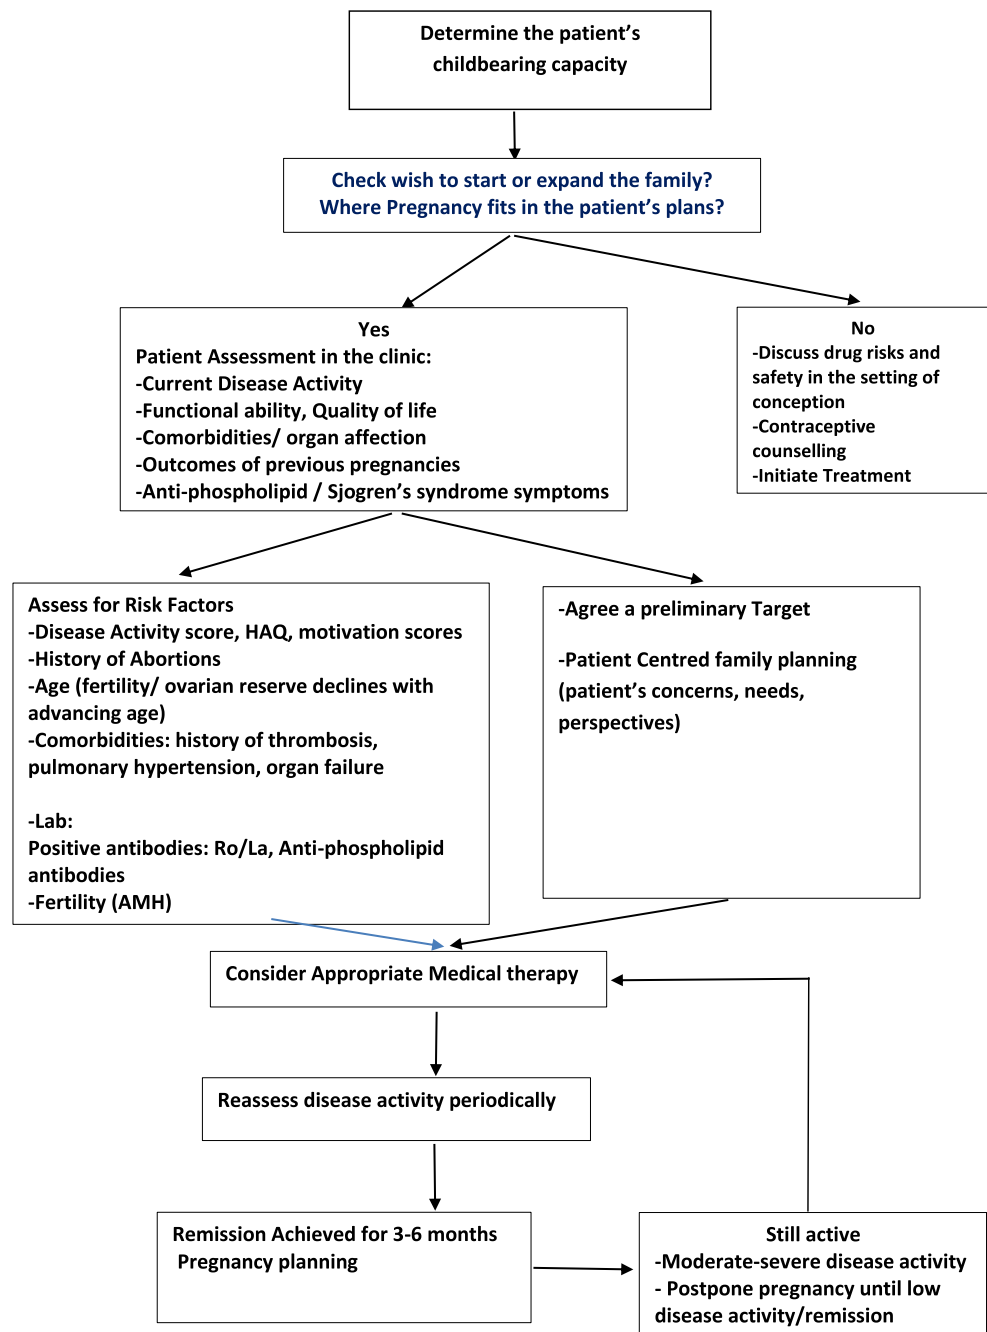 Determine the patient's
childbearing capacity
Check wish to start or expand the family?
Where Pregnancy fits in the patient's plans?
Yes
Patient Assessment in the clinic:
-Current Disease Activity
-Functional ability, Quality of life
-Comorbidities/ organ affection
-Outcomes of previous pregnancies
-Anti-phospholipid / Sjogren's syndrome symptoms
No
-Discuss drug risks and
safety in the setting of
conception
-Contraceptive
counselling
-Initiate Treatment
Assess for Risk Factors
-Disease Activity score, HAQ, motivation scores
-History of Abortions
-Age (fertility/ ovarian reserve declines with
advancing age)
-Comorbidities: history of thrombosis,
pulmonary hypertension, organ failure
-Lab:
Positive antibodies: Ro/La, Anti-phospholipid
antibodies
-Fertility (AMH)
-Agree a preliminary Target
-Patient Centred family planning
(patient's concerns, needs,
perspectives)
Consider Appropriate Medical therapy
Reassess disease activity periodically
Remission Achieved for 3-6 months
Pregnancy planning
Still active
-Moderate-severe disease activity
- Postpone pregnancy until low
disease activity/remission